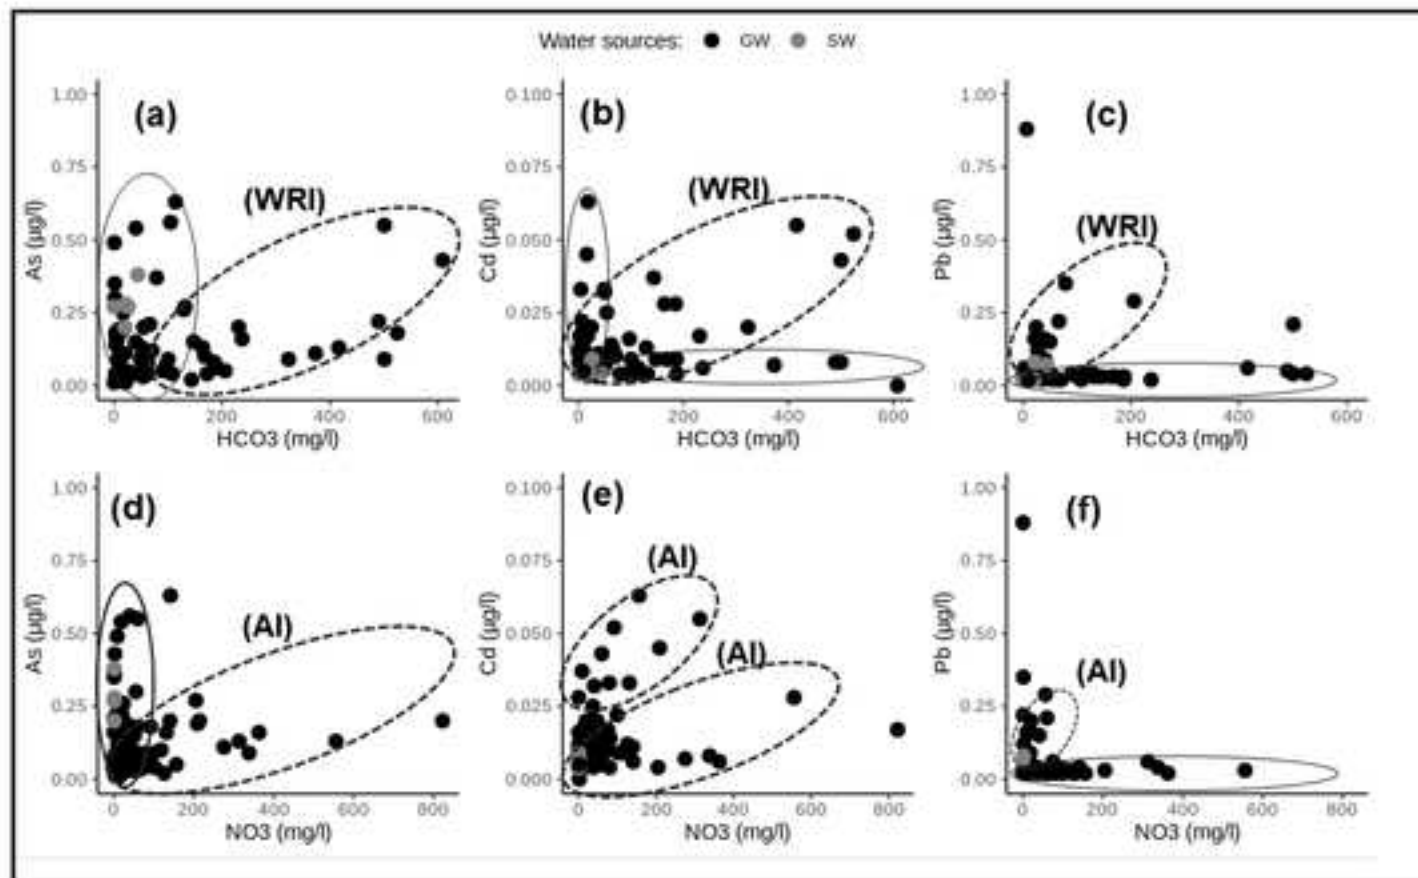 Water sources: GW SW
(a) (b) (c)
(WRI) (WRI) (WRI)
As (µg/l) Cd (µg/l) Pb (µg/l)
1.00 0.100 1.00
0.75 0.075 0.75
0.50 0.050 0.50
0.25 0.025 0.25
0.00 0.000 0.00
0 200 400 600 0 200 400 600 0 200 400 600
HCO3 (mg/l) HCO3 (mg/l) HCO3 (mg/l)
(d) (e) (f)
(AI) (AI) (AI) (AI)
As (µg/l) Cd (µg/l) Pb (µg/l)
1.00 0.100 1.00
0.75 0.075 0.75
0.50 0.050 0.50
0.25 0.025 0.25
0.00 0.000 0.00
0 200 400 600 800 0 200 400 600 800 0 200 400 600 800
NO3 (mg/l) NO3 (mg/l) NO3 (mg/l)